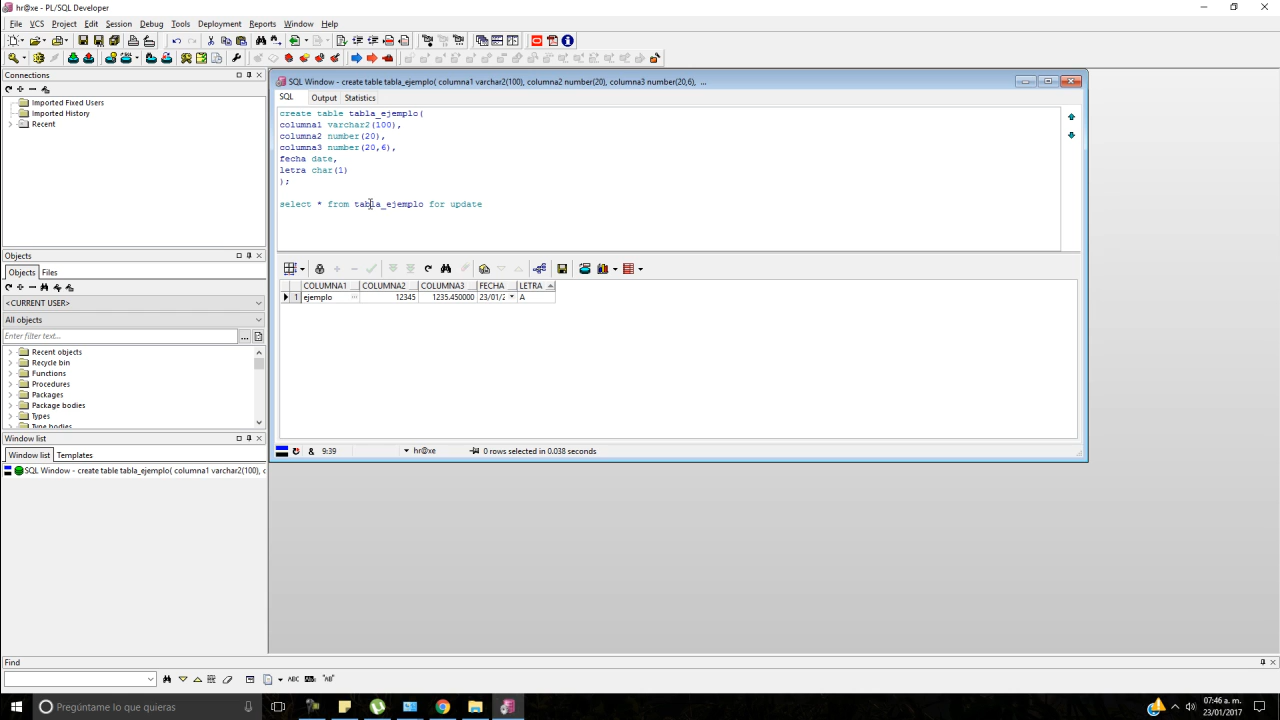 hr@xe - PL/SQL Developer
File VCS Project Edit Session Debug Tools Deployment Reports Window Help
Connections
Imported Fixed Users
Imported History
Recent
Objects
Objects Files
<CURRENT USER>
All objects
Enter filter text...
Recent objects
Recycle bin
Functions
Procedures
Packages
Package bodies
Types
Type bodies
Window list
Window list Templates
SQL Window - create table tabla_ejemplo( columna1 varchar2(100), c
SQL Window - create table tabla_ejemplo( columna1 varchar2(100), columna2 number(20), columna3 number(20,6), ...
SQL Output Statistics
create table tabla_ejemplo(
columna1 varchar2(100),
columna2 number(20),
columna3 number(20,6),
fecha date,
letra char(1)
);
select * from tabla_ejemplo for update
COLUMNA1 COLUMNA2 COLUMNA3 FECHA LETRA
1 ejemplo ... 12345 1235.450000 23/01/2 A
& 9:39 hr@xe 0 rows selected in 0.038 seconds
Find
ABC "AB"
Pregúntame lo que quieras
07:46 a. m.
23/01/2017